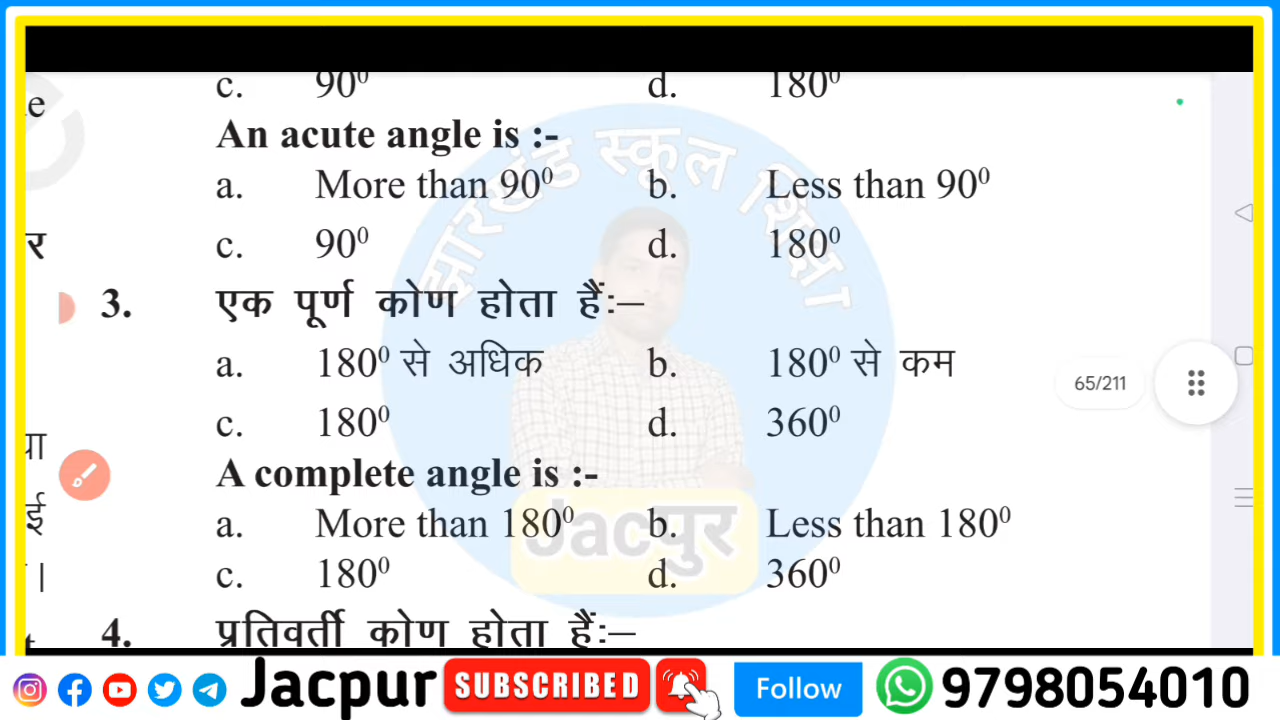 c. 90⁰ d. 180⁰
An acute angle is :-
a. More than 90⁰ b. Less than 90⁰
c. 90⁰ d. 180⁰
3. एक पूर्ण कोण होता हैंः–
a. 180⁰ से अधिक b. 180⁰ से कम
c. 180⁰ d. 360⁰
A complete angle is :-
a. More than 180⁰ b. Less than 180⁰
c. 180⁰ d. 360⁰
4. प्रतिवर्ती कोण होता हैंः–
65/211
झारखंड स्कूल शिक्षा
Jacपुर
Jacpur SUBSCRIBED Follow 9798054010